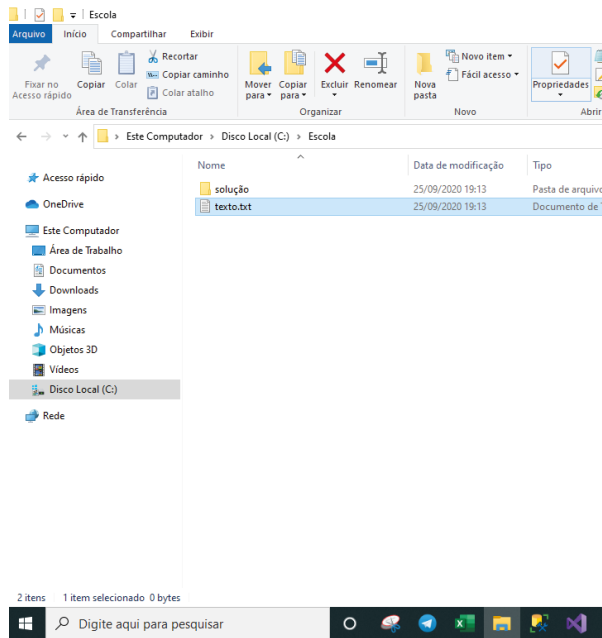 Escola
Arquivo Início Compartilhar Exibir
Fixar no Acesso rápido
Copiar
Colar
Recortar
Copiar caminho
Colar atalho
Mover para
Copiar para
Excluir
Renomear
Nova pasta
Novo item
Fácil acesso
Propriedades
Área de Transferência Organizar Novo Abrir
Este Computador > Disco Local (C:) > Escola
Nome Data de modificação Tipo
solução 25/09/2020 19:13 Pasta de arquivo
texto.txt 25/09/2020 19:13 Documento de
Acesso rápido
OneDrive
Este Computador
Área de Trabalho
Documentos
Downloads
Imagens
Músicas
Objetos 3D
Vídeos
Disco Local (C:)
Rede
2 itens 1 item selecionado 0 bytes
Digite aqui para pesquisar